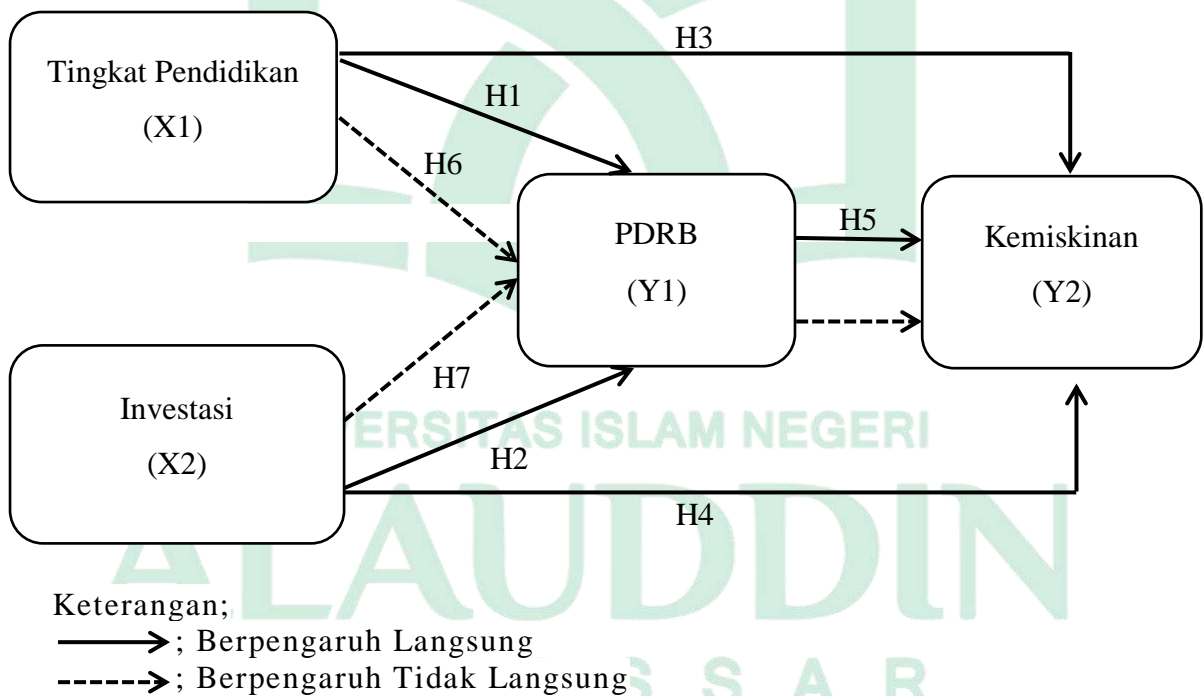 H3
Tingkat Pendidikan
(X1)
H1
H6
PDRB
(Y1)
H5
Kemiskinan
(Y2)
Investasi
(X2)
H7
H2
H4
ERSITAS ISLAM NEGERI
ALAUDDIN
S S A R
Keterangan;
; Berpengaruh Langsung
; Berpengaruh Tidak Langsung